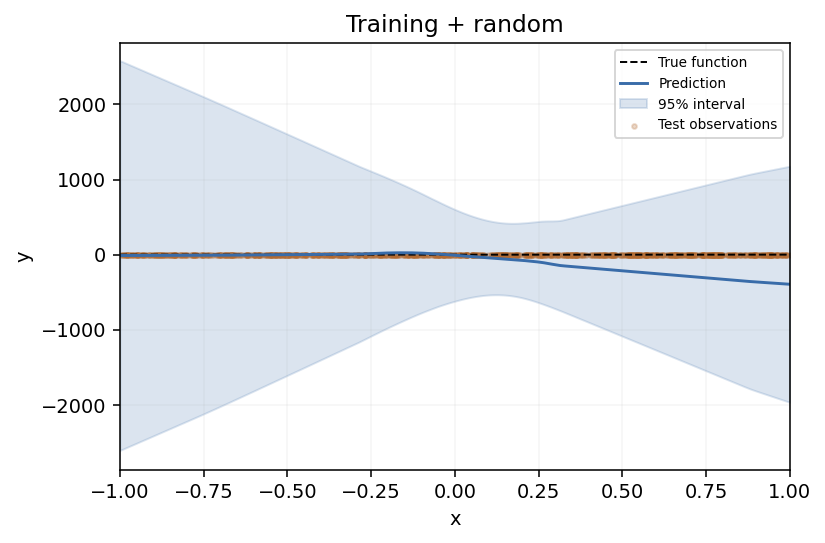 Training + random
True function
Prediction
95% interval
Test observations
2000
1000
0
−1000
−2000
y
−1.00 −0.75 −0.50 −0.25 0.00 0.25 0.50 0.75 1.00
x